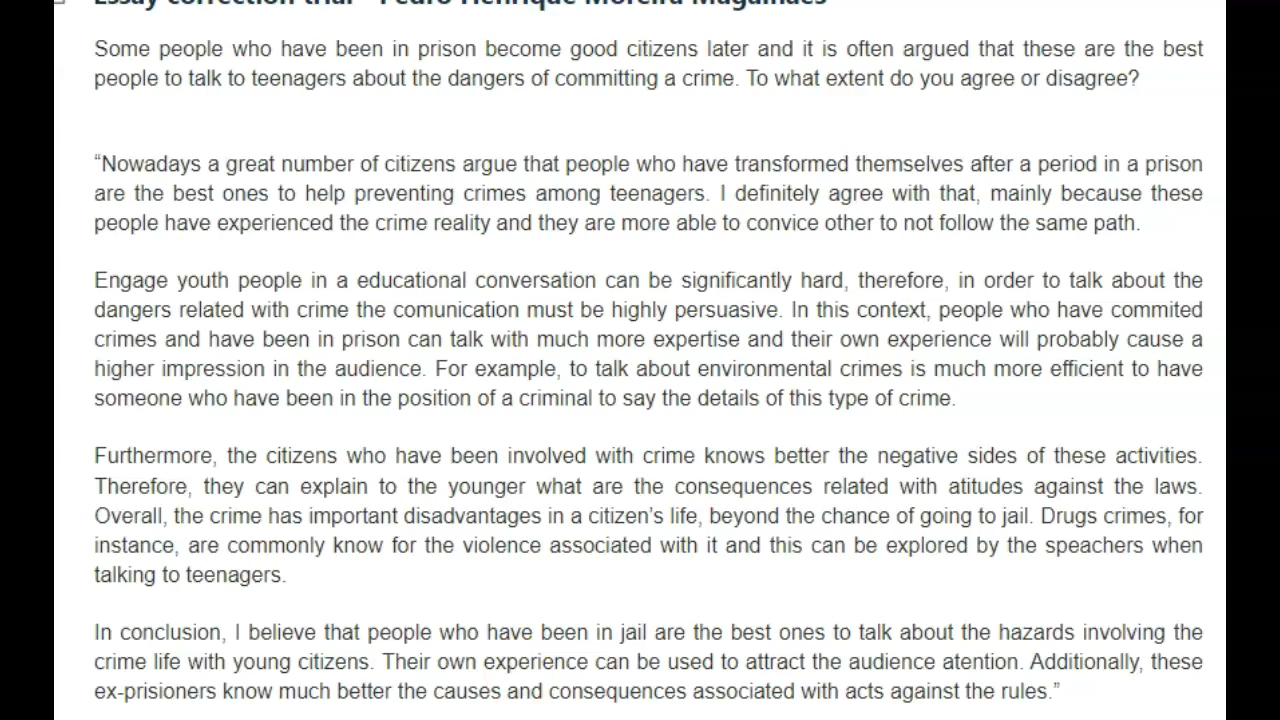 Essay correction trial - Pedro Henrique Moreira Magalhães
Some people who have been in prison become good citizens later and it is often argued that these are the best
people to talk to teenagers about the dangers of committing a crime. To what extent do you agree or disagree?
“Nowadays a great number of citizens argue that people who have transformed themselves after a period in a prison
are the best ones to help preventing crimes among teenagers. I definitely agree with that, mainly because these
people have experienced the crime reality and they are more able to convice other to not follow the same path.
Engage youth people in a educational conversation can be significantly hard, therefore, in order to talk about the
dangers related with crime the comunication must be highly persuasive. In this context, people who have commited
crimes and have been in prison can talk with much more expertise and their own experience will probably cause a
higher impression in the audience. For example, to talk about environmental crimes is much more efficient to have
someone who have been in the position of a criminal to say the details of this type of crime.
Furthermore, the citizens who have been involved with crime knows better the negative sides of these activities.
Therefore, they can explain to the younger what are the consequences related with atitudes against the laws.
Overall, the crime has important disadvantages in a citizen’s life, beyond the chance of going to jail. Drugs crimes, for
instance, are commonly know for the violence associated with it and this can be explored by the speachers when
talking to teenagers.
In conclusion, I believe that people who have been in jail are the best ones to talk about the hazards involving the
crime life with young citizens. Their own experience can be used to attract the audience atention. Additionally, these
ex-prisioners know much better the causes and consequences associated with acts against the rules.”